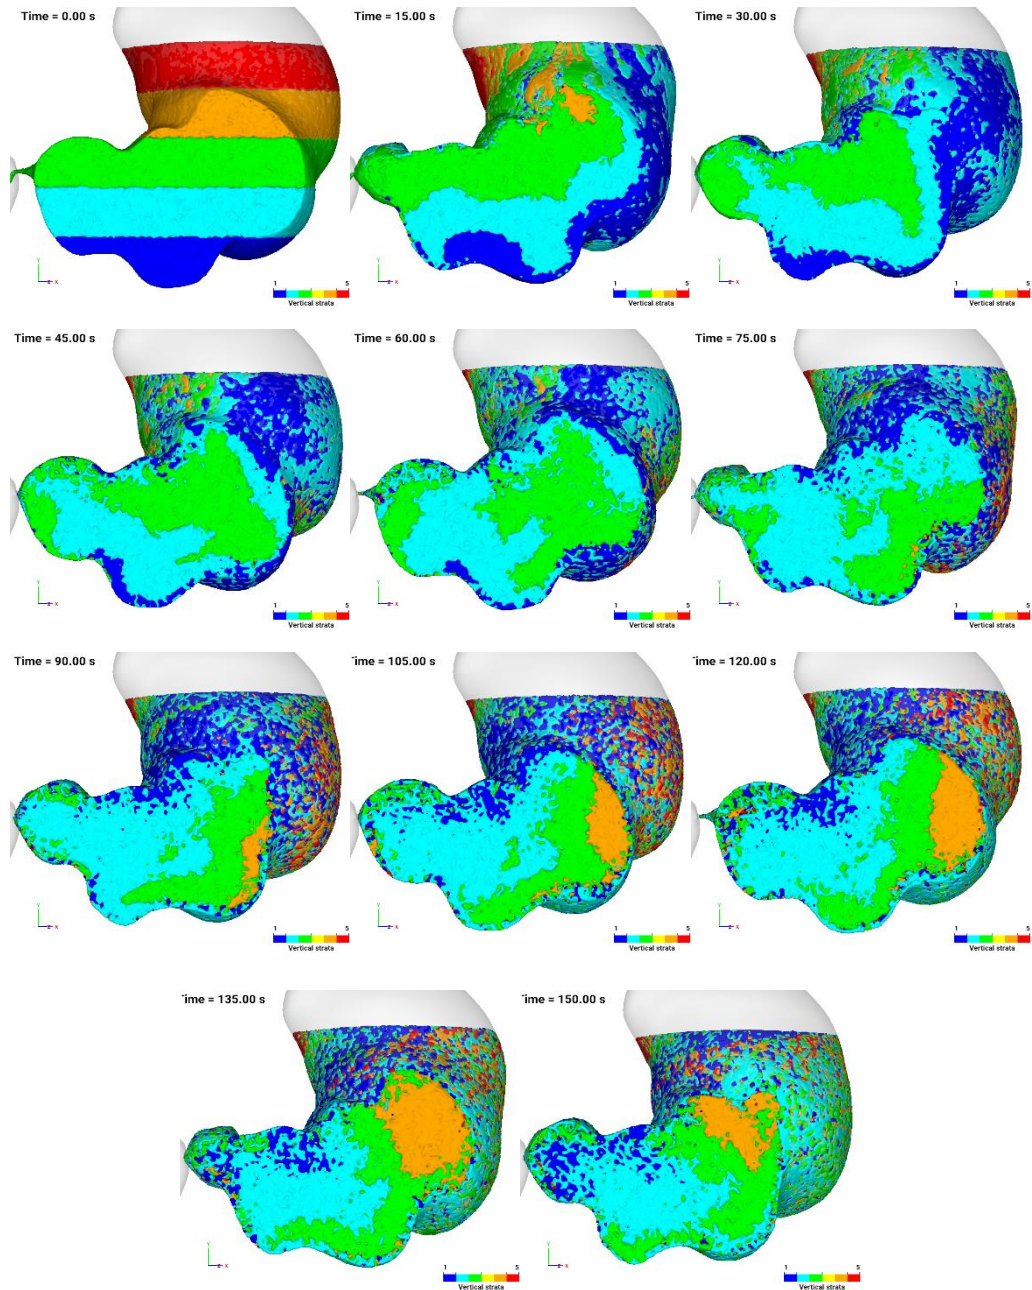 Time = 0.00 s
Time = 15.00 s
Time = 30.00 s
Y
Z X
1 5
Vertical strata
Y
Z X
1 5
Vertical strata
Y
Z X
1 5
Vertical strata
Time = 45.00 s
Time = 60.00 s
Time = 75.00 s
Y
Z X
1 5
Vertical strata
Y
Z X
1 5
Vertical strata
Y
Z X
1 5
Vertical strata
Time = 90.00 s
ime = 105.00 s
ime = 120.00 s
Y
Z X
1 5
Vertical strata
Y
Z X
1 5
Vertical strata
Y
Z X
1 5
Vertical strata
ime = 135.00 s
ime = 150.00 s
Y
Z X
1 5
Vertical strata
Y
Z X
1 5
Vertical strata